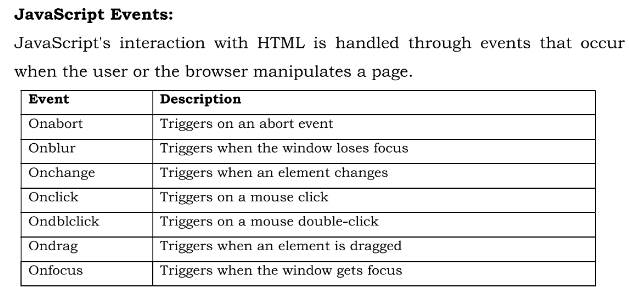 JavaScript Events:
JavaScript's interaction with HTML is handled through events that occur
when the user or the browser manipulates a page.
Event Description
Onabort Triggers on an abort event
Onblur Triggers when the window loses focus
Onchange Triggers when an element changes
Onclick Triggers on a mouse click
Ondblclick Triggers on a mouse double-click
Ondrag Triggers when an element is dragged
Onfocus Triggers when the window gets focus